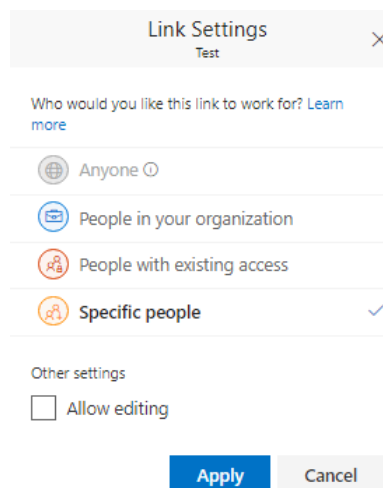 Link Settings
Test
Who would you like this link to work for? Learn
more
Anyone
People in your organization
People with existing access
Specific people
Other settings
Allow editing
Apply Cancel